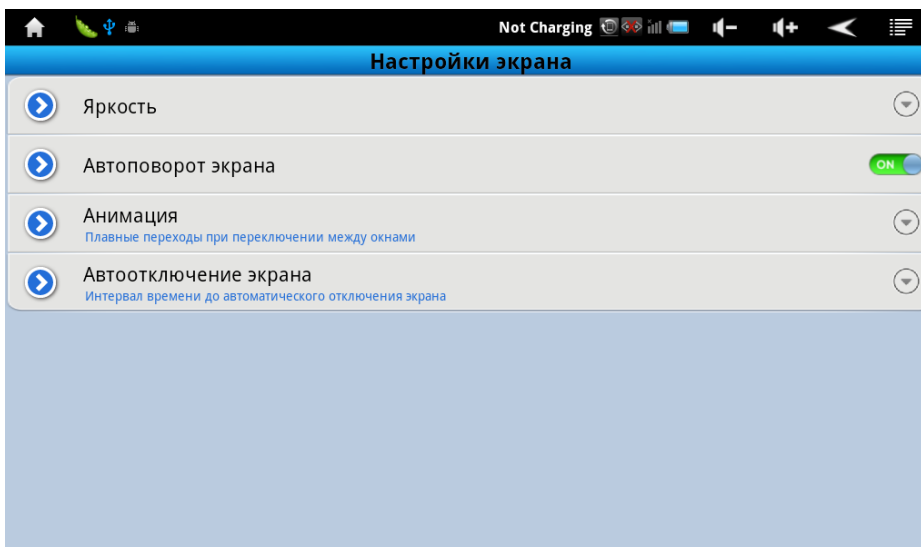 Not Charging
Настройки экрана
Яркость
Автоповорот экрана
ON
Анимация
Плавные переходы при переключении между окнами
Автоотключение экрана
Интервал времени до автоматического отключения экрана